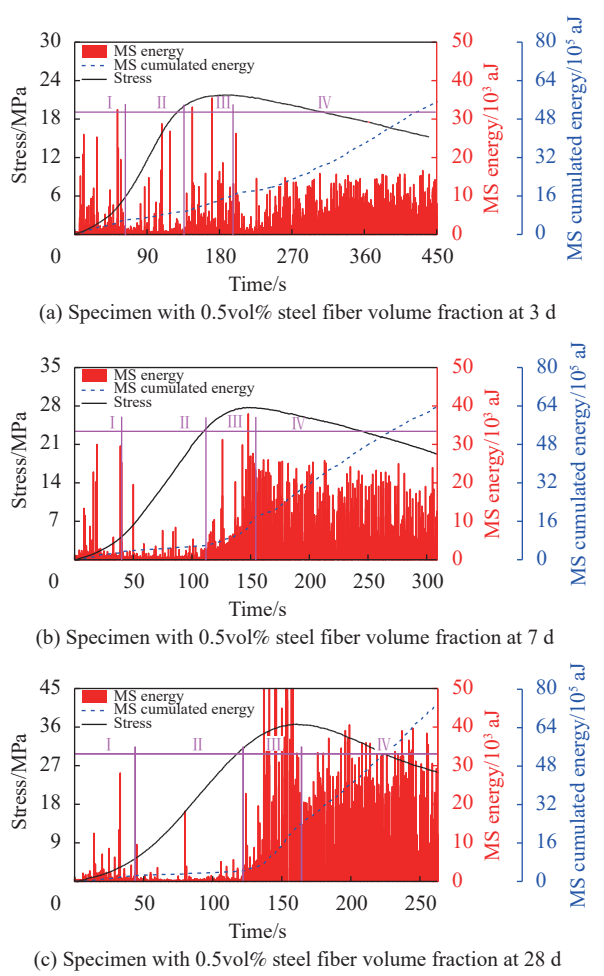 30
24
18
12
6
Stress/MPa
MS energy
MS cumulated energy
Stress
I
II
III
IV
50
40
30
20
10
0
MS energy/10³ aJ
80
64
48
32
16
0
MS cumulated energy/10⁵ aJ
90 180 270 360 450
0
Time/s
(a) Specimen with 0.5vol% steel fiber volume fraction at 3 d
35
28
21
14
7
Stress/MPa
MS energy
MS cumulated energy
Stress
I
II
III
IV
50
40
30
20
10
0
MS energy/10³ aJ
80
64
48
32
16
0
MS cumulated energy/10⁵ aJ
0 50 100 150 200 250 300
Time/s
(b) Specimen with 0.5vol% steel fiber volume fraction at 7 d
45
36
27
18
9
Stress/MPa
MS energy
MS cumulated energy
Stress
I
II
III
IV
50
40
30
20
10
0
MS energy/10³ aJ
80
64
48
32
16
0
MS cumulated energy/10⁵ aJ
0 50 100 150 200 250
Time/s
(c) Specimen with 0.5vol% steel fiber volume fraction at 28 d